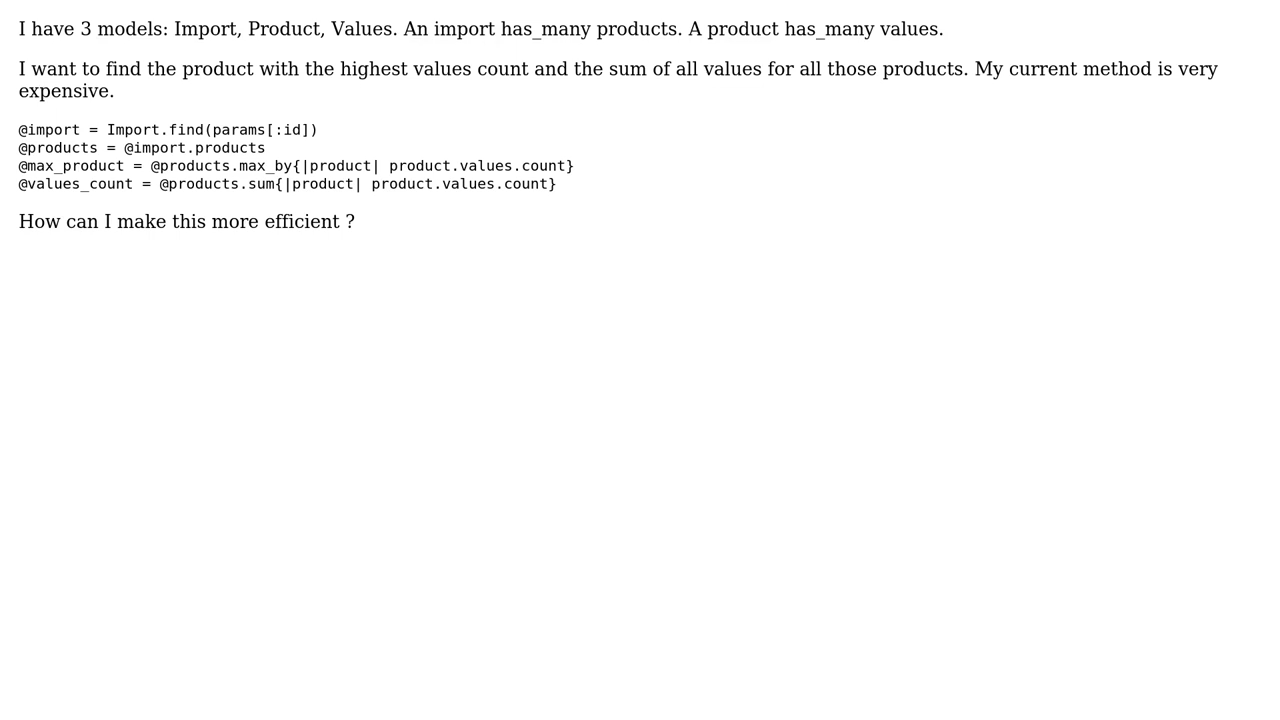 I have 3 models: Import, Product, Values. An import has_many products. A product has_many values.
I want to find the product with the highest values count and the sum of all values for all those products. My current method is very
expensive.
@import = Import.find(params[:id])
@products = @import.products
@max_product = @products.max_by{|product| product.values.count}
@values_count = @products.sum{|product| product.values.count}
How can I make this more efficient ?